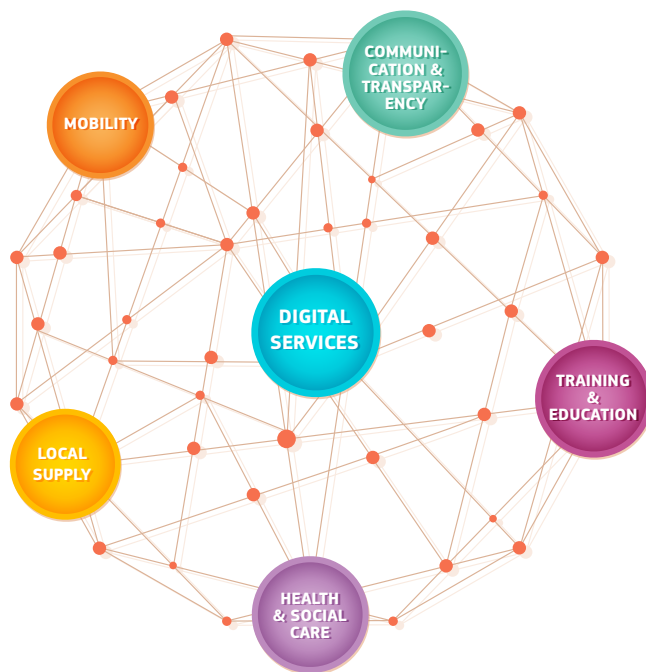 COMMUNI-
CATION &
TRANSPAR-
ENCY
MOBILITY
DIGITAL
SERVICES
TRAINING
&
EDUCATION
LOCAL
SUPPLY
HEALTH
& SOCIAL
CARE